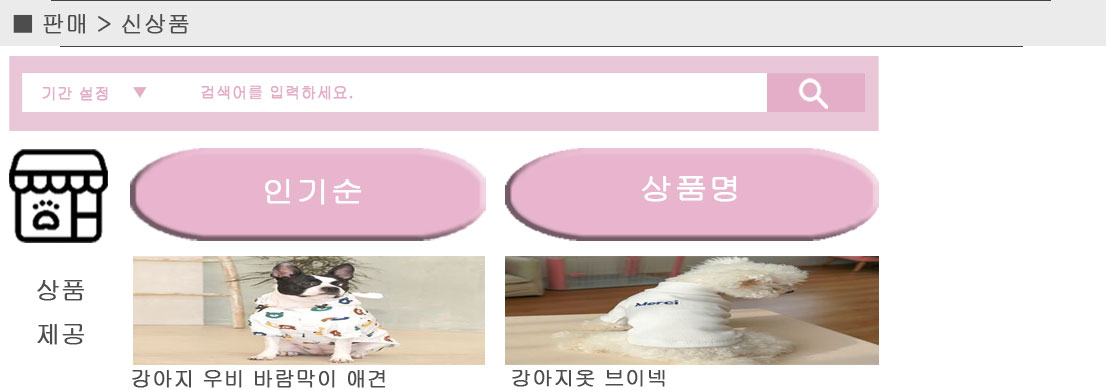 ■ 판매 > 신상품
기간 설정 ▼ 검색어를 입력하세요.
인기순 상품명
상품
제공
Merci
강아지 우비 바람막이 애견 강아지옷 브이넥